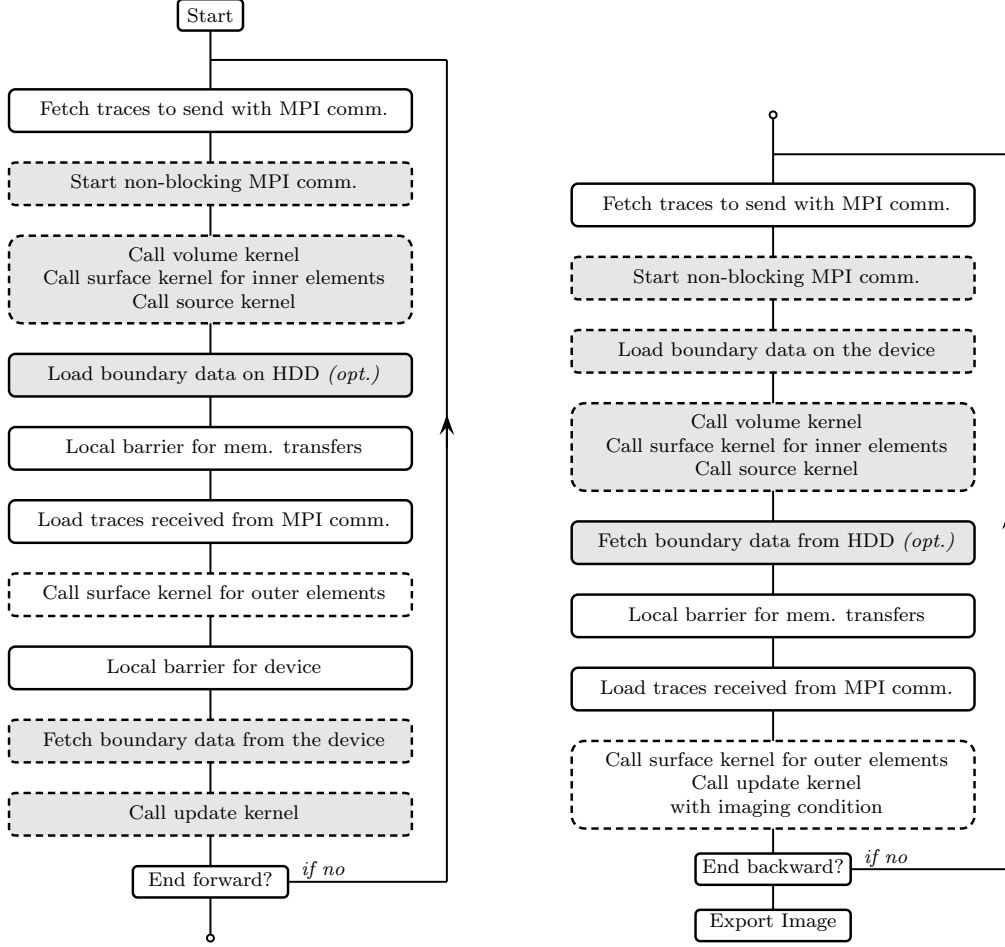 Start
Fetch traces to send with MPI comm.
Start non-blocking MPI comm.
Call volume kernel
Call surface kernel for inner elements
Call source kernel
Load boundary data on HDD (opt.)
Local barrier for mem. transfers
Load traces received from MPI comm.
Call surface kernel for outer elements
Local barrier for device
Fetch boundary data from the device
Call update kernel
End forward?
if no
Fetch traces to send with MPI comm.
Start non-blocking MPI comm.
Load boundary data on the device
Call volume kernel
Call surface kernel for inner elements
Call source kernel
Fetch boundary data from HDD (opt.)
Local barrier for mem. transfers
Load traces received from MPI comm.
Call surface kernel for outer elements
Call update kernel
with imaging condition
End backward?
if no
Export Image